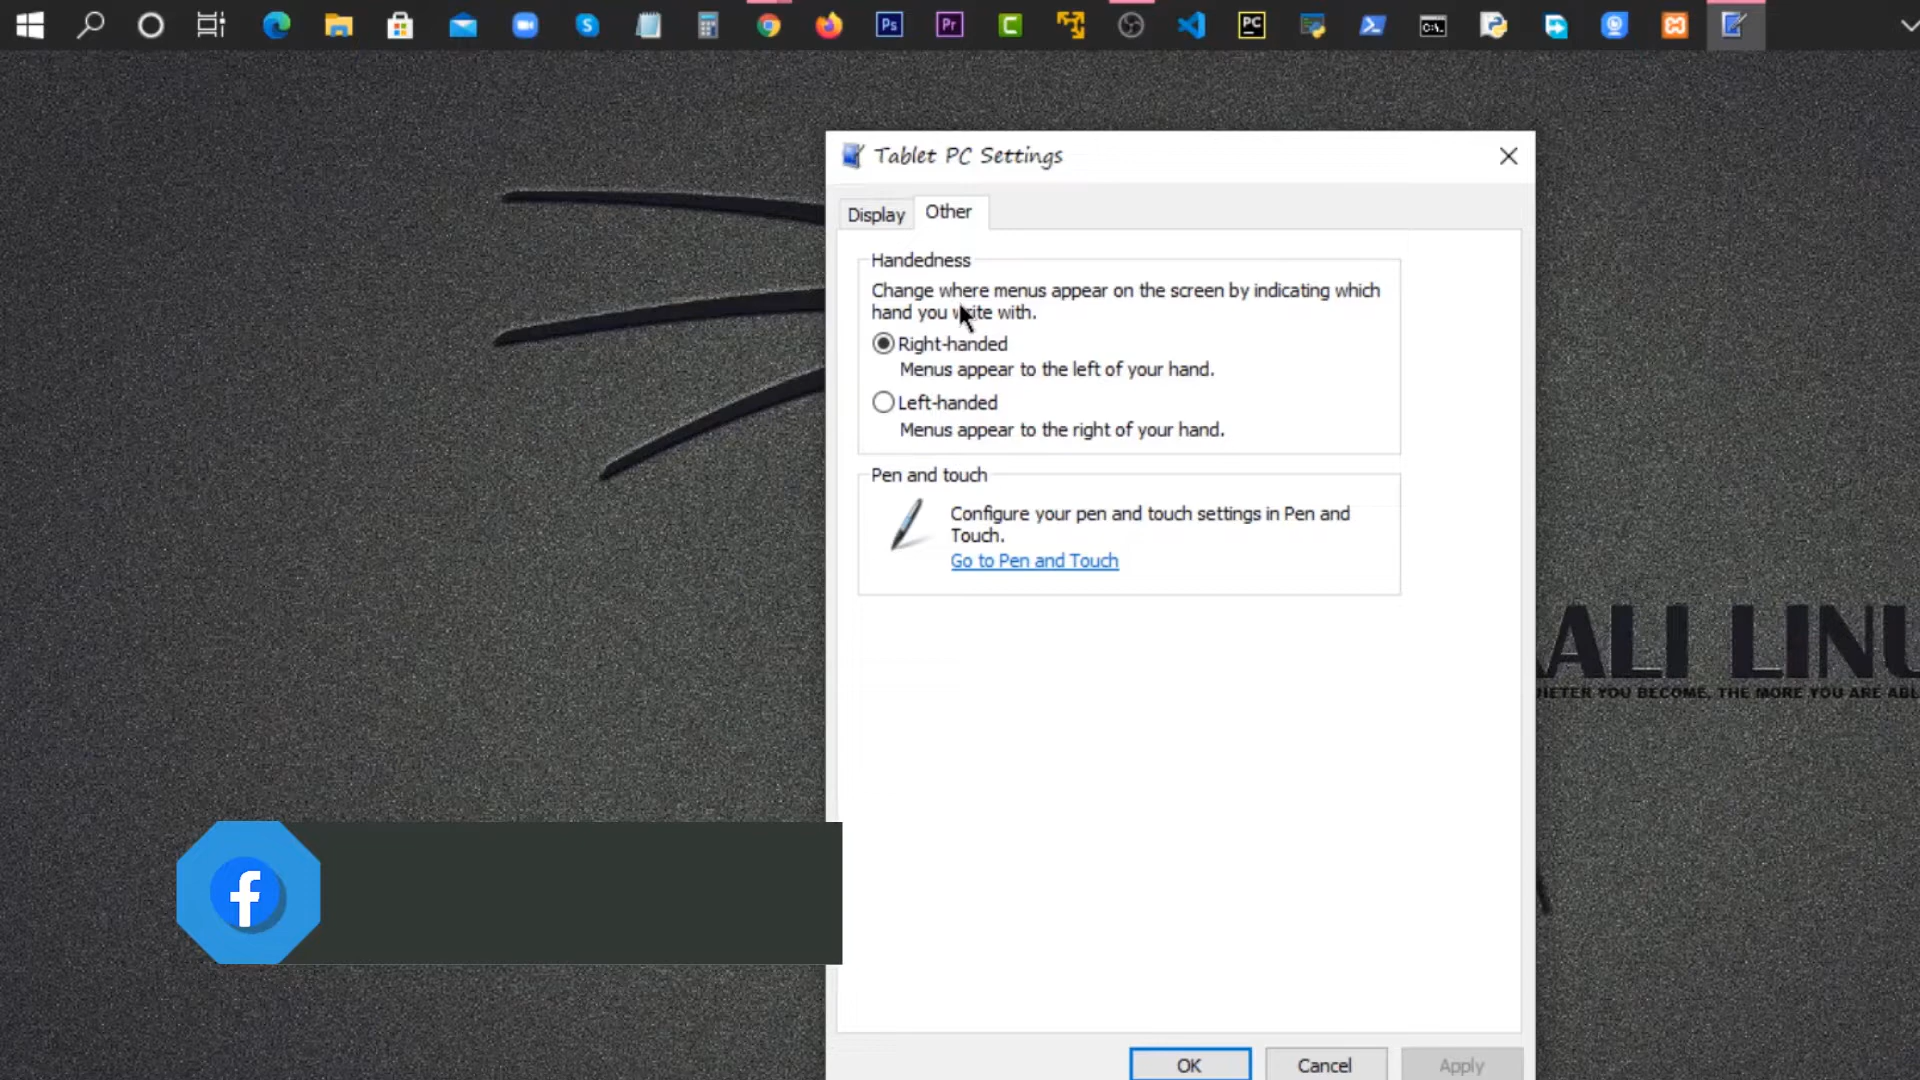 Ps
Pr
PC
C:\
Tablet PC Settings
Display
Other
Handedness
Change where menus appear on the screen by indicating which
hand you write with.
Right-handed
Menus appear to the left of your hand.
Left-handed
Menus appear to the right of your hand.
Pen and touch
Configure your pen and touch settings in Pen and
Touch.
Go to Pen and Touch
ALI LINU
IETER YOU BECOME, THE MORE YOU ARE ABL
OK
Cancel
Apply